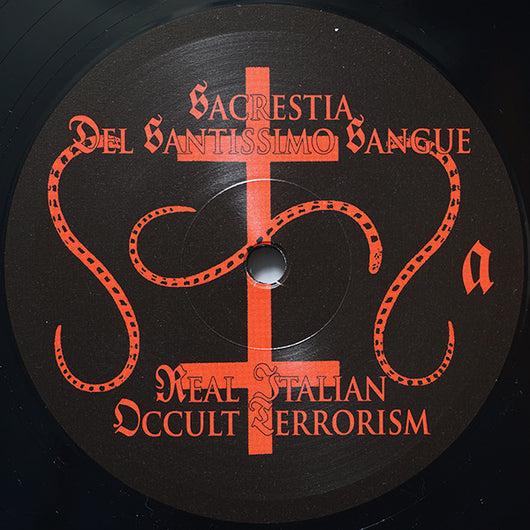 Sacrestia
Del Santissimo Sangue
a
Real Italian
Occult Terrorism